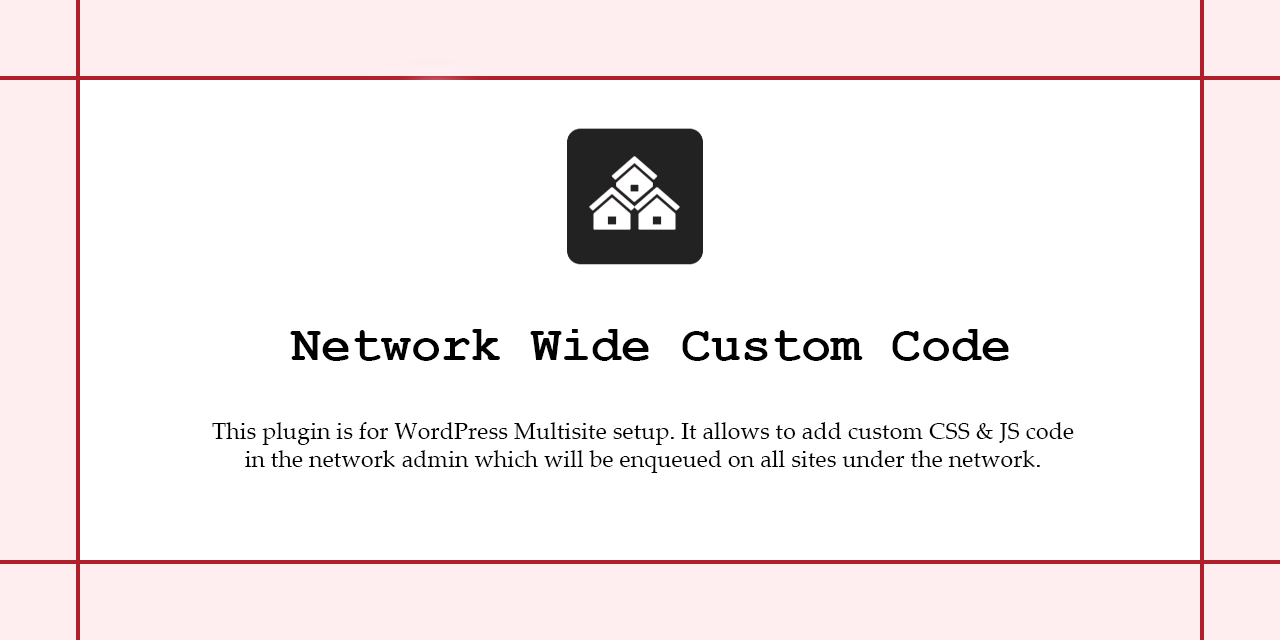 Network Wide Custom Code
This plugin is for WordPress Multisite setup. It allows to add custom CSS & JS code
in the network admin which will be enqueued on all sites under the network.